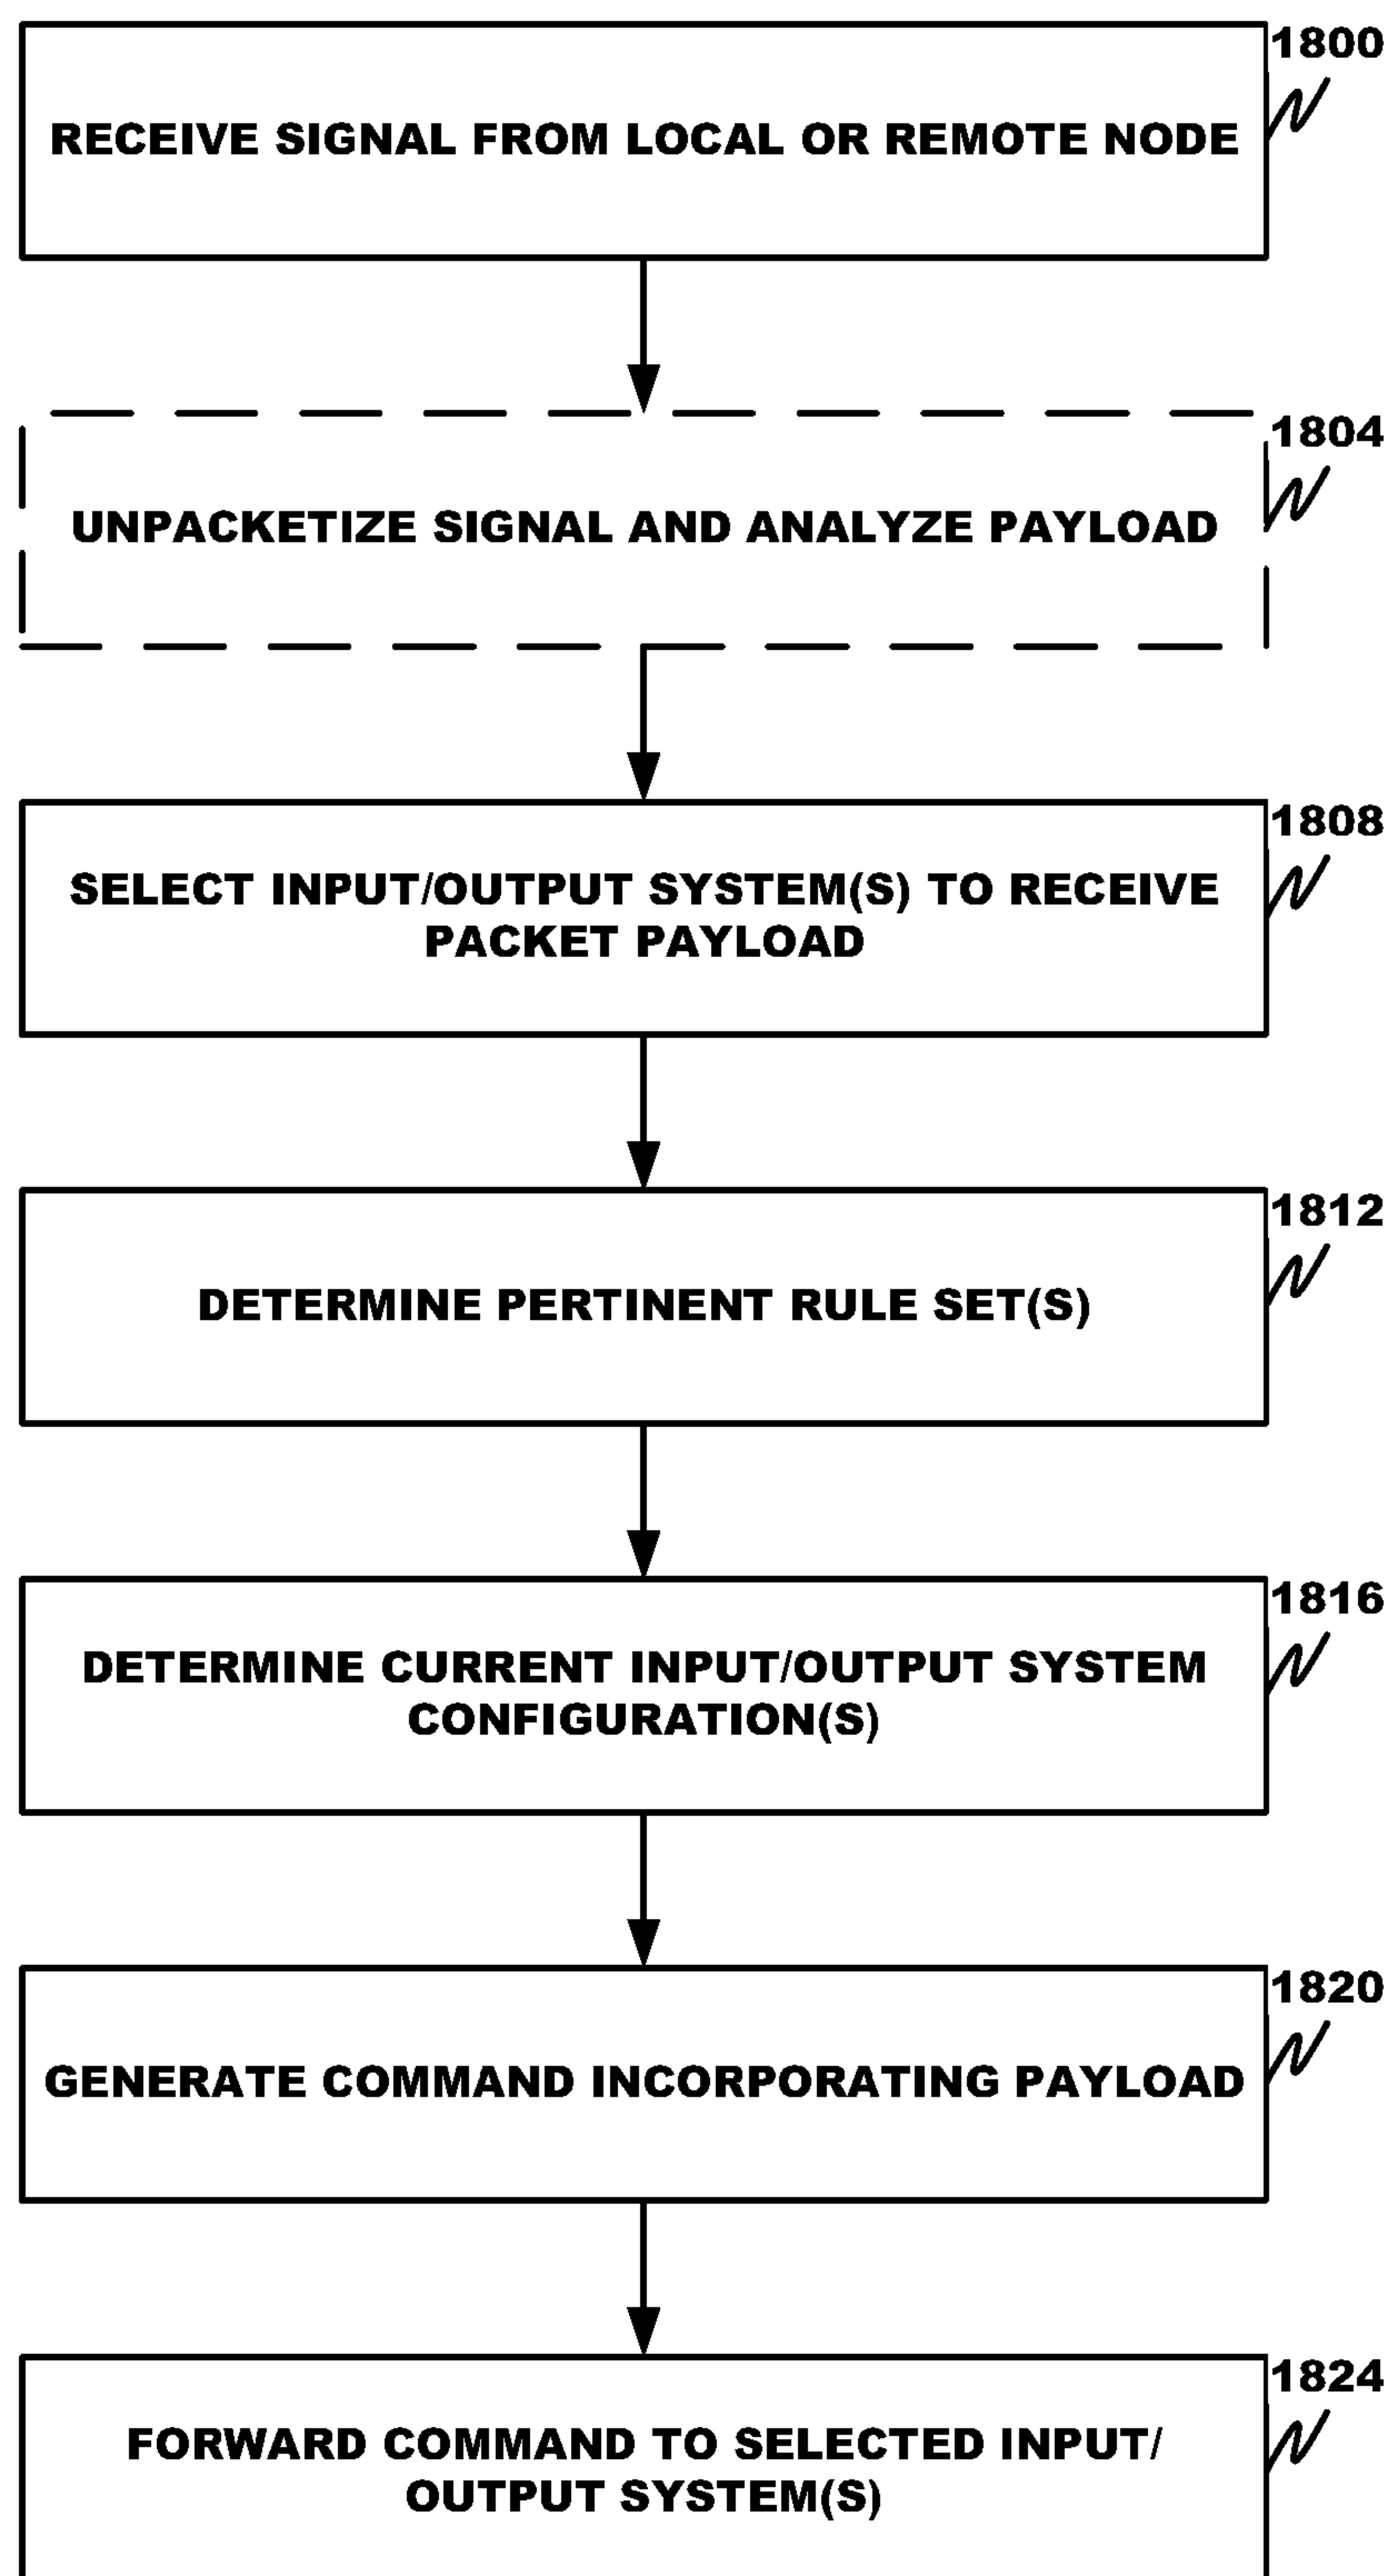 1800
RECEIVE SIGNAL FROM LOCAL OR REMOTE NODE
1804
UNPACKETIZE SIGNAL AND ANALYZE PAYLOAD
1808
SELECT INPUT/OUTPUT SYSTEM(S) TO RECEIVE
PACKET PAYLOAD
1812
DETERMINE PERTINENT RULE SET(S)
1816
DETERMINE CURRENT INPUT/OUTPUT SYSTEM
CONFIGURATION(S)
1820
GENERATE COMMAND INCORPORATING PAYLOAD
1824
FORWARD COMMAND TO SELECTED INPUT/
OUTPUT SYSTEM(S)